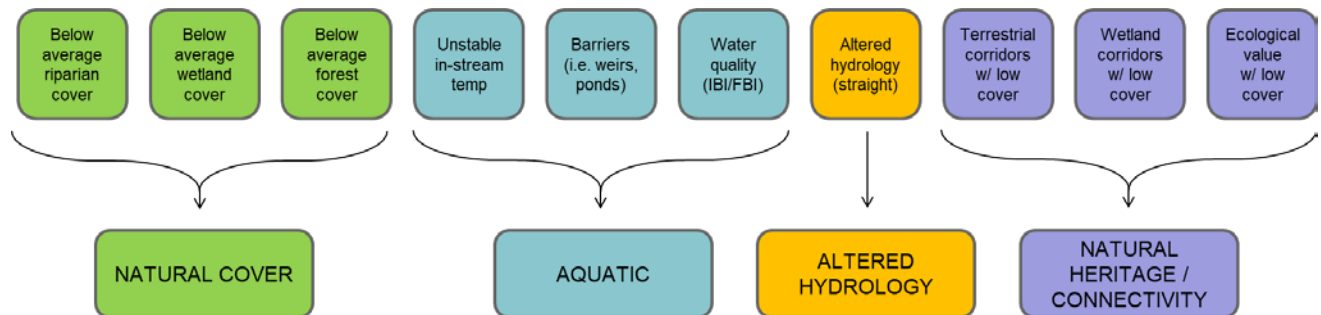 Below
average
riparian
cover
Below
average
wetland
cover
Below
average
forest
cover
Unstable
in-stream
temp
Barriers
(i.e. weirs,
ponds)
Water
quality
(IBI/FBI)
Altered
hydrology
(straight)
Terrestrial
corridors
w/ low
cover
Wetland
corridors
w/ low
cover
Ecological
value
w/ low
cover
NATURAL COVER
AQUATIC
ALTERED
HYDROLOGY
NATURAL
HERITAGE /
CONNECTIVITY